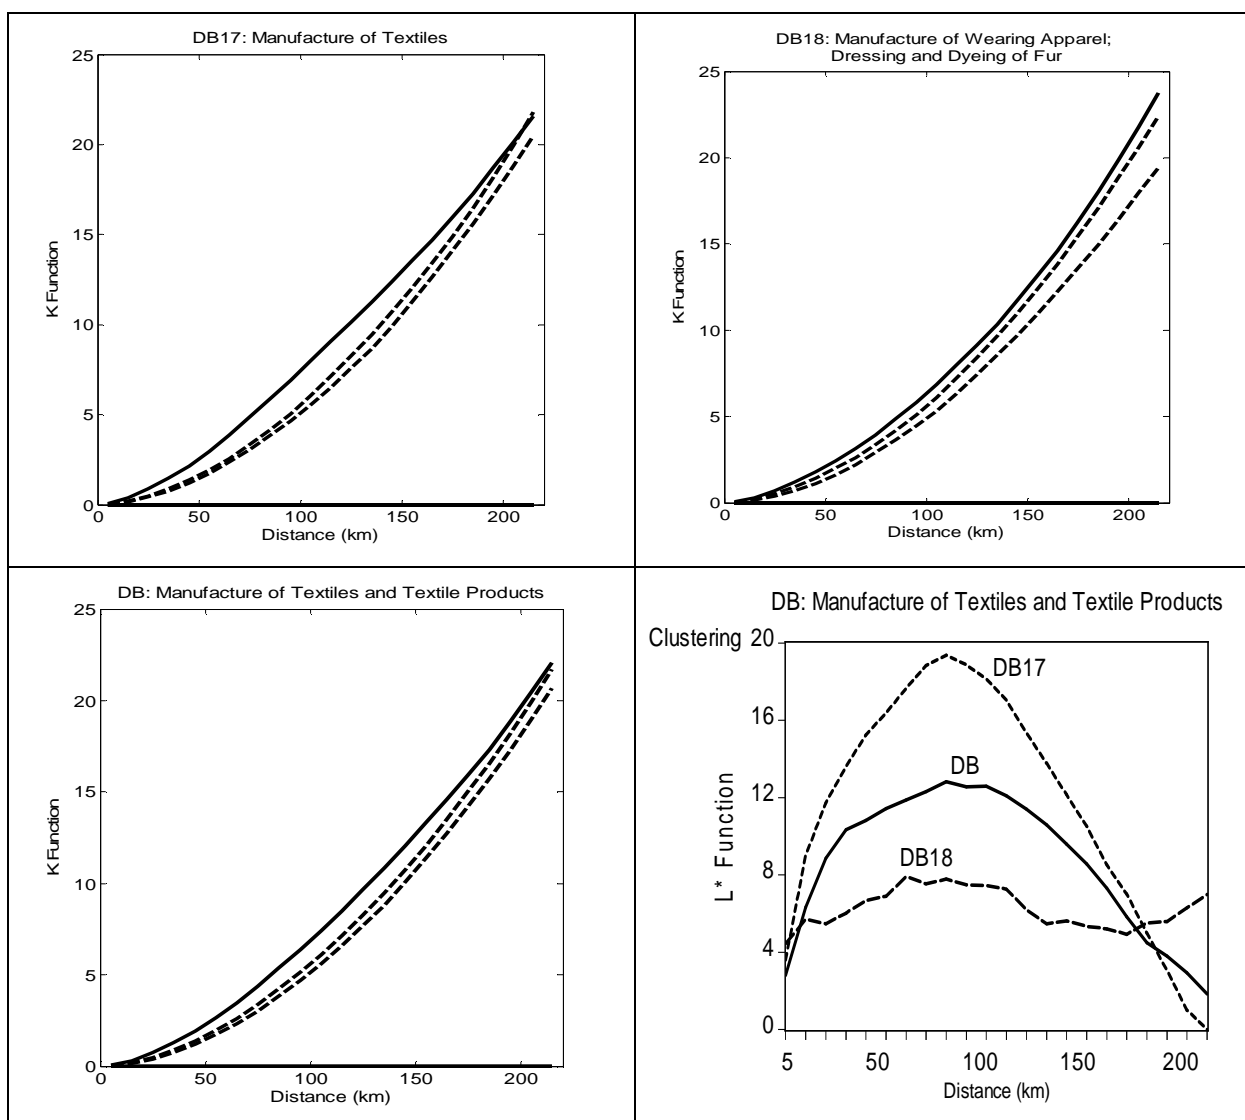 DB17: Manufacture of Textiles
25
20
15
10
5
0
K Function
0 50 100 150 200
Distance (km)
DB18: Manufacture of Wearing Apparel;
Dressing and Dyeing of Fur
25
20
15
10
5
0
K Function
0 50 100 150 200
Distance (km)
DB: Manufacture of Textiles and Textile Products
25
20
15
10
5
0
K Function
0 50 100 150 200
Distance (km)
DB: Manufacture of Textiles and Textile Products
Clustering 20
16
12
8
4
0
L* Function
DB17
DB
DB18
5 50 100 150 200
Distance (km)